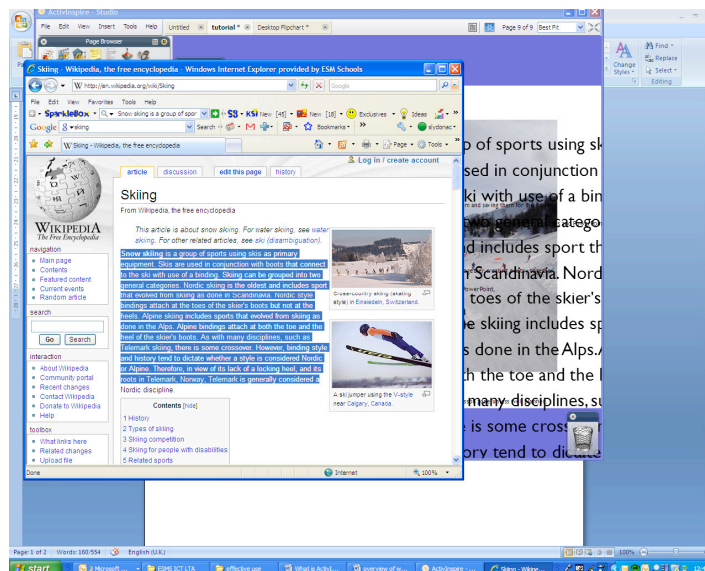 ActivInspire - Studio
File Edit View Insert Tools Help Untitled tutorial * Desktop Flipchart * Page 9 of 9 Best Fit
Page Browser
Find
Replace
Select
Change
Styles
Editing
Skiing - Wikipedia, the free encyclopedia - Windows Internet Explorer provided by ESM Schools
W http://en.wikipedia.org/wiki/Skiing Google
File Edit View Favorites Tools Help
SparkleBox Snow skiing is a group of spor KS1 New [45] New [18] Exclusives Ideas
Google skiing Search Bookmarks slydonac
W Skiing - Wikipedia, the free encyclopedia Page Tools
Log in / create account
article discussion edit this page history
WIKIPEDIA
The Free Encyclopedia
navigation
Main page
Contents
Featured content
Current events
Random article
search
Go Search
interaction
About Wikipedia
Community portal
Recent changes
Contact Wikipedia
Donate to Wikipedia
Help
toolbox
What links here
Related changes
Upload file
Skiing
From Wikipedia, the free encyclopedia
This article is about snow skiing. For water skiing, see water
skiing. For other related articles, see ski (disambiguation).
Snow skiing is a group of sports using skis as primary
equipment. Skis are used in conjunction with boots that connect
to the ski with use of a binding. Skiing can be grouped into two
general categories. Nordic skiing is the oldest and includes sport
that evolved from skiing as done in Scandinavia. Nordic style
bindings attach at the toes of the skier's boots but not at the
heels. Alpine skiing includes sports that evolved from skiing as
done in the Alps. Alpine bindings attach at both the toe and the
heel of the skier's boots. As with many disciplines, such as
Telemark skiing, there is some crossover. However, binding style
and history tend to dictate whether a style is considered Nordic
or Alpine. Therefore, in view of its lack of a locking heel, and its
roots in Telemark, Norway, Telemark is generally considered a
Nordic discipline.
Contents [hide]
1 History
2 Types of skiing
3 Skiing competition
4 Skiing for people with disabilities
5 Related sports
Cross-country skiing (skating
style) in Einsiedeln, Switzerland.
A ski jumper using the V-style
near Calgary, Canada.
Done Internet 100%
p of sports using sk
sed in conjunction
ki with use of a bin
two general catego
d includes sport th
Scandinavia. Nord
PowerPoint,
toes of the skier's
e skiing includes sp
s done in the Alps.
h the toe and the
many disciplines, su
is some cross
ory tend to dictate
Page: 1 of 2 Words: 160/554 English (U.K.) 100%
start 2 Microsoft ... ESMS ICT LTA effective use What is Activ... overview of w... ActivInspire - ... Skiing - Wikipe...